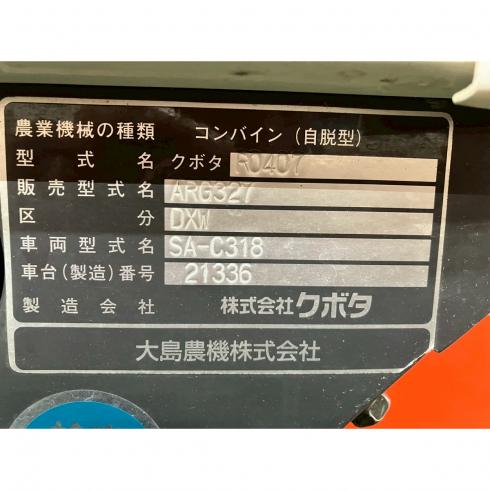 農業機械の種類 コンバイン（自脱型）
型式名 クボタ R0407
販売型式名 ARG327
区分 DXW
車両型式名 SA-C318
車台（製造）番号 21336
製造会社 株式会社クボタ
大島農機株式会社